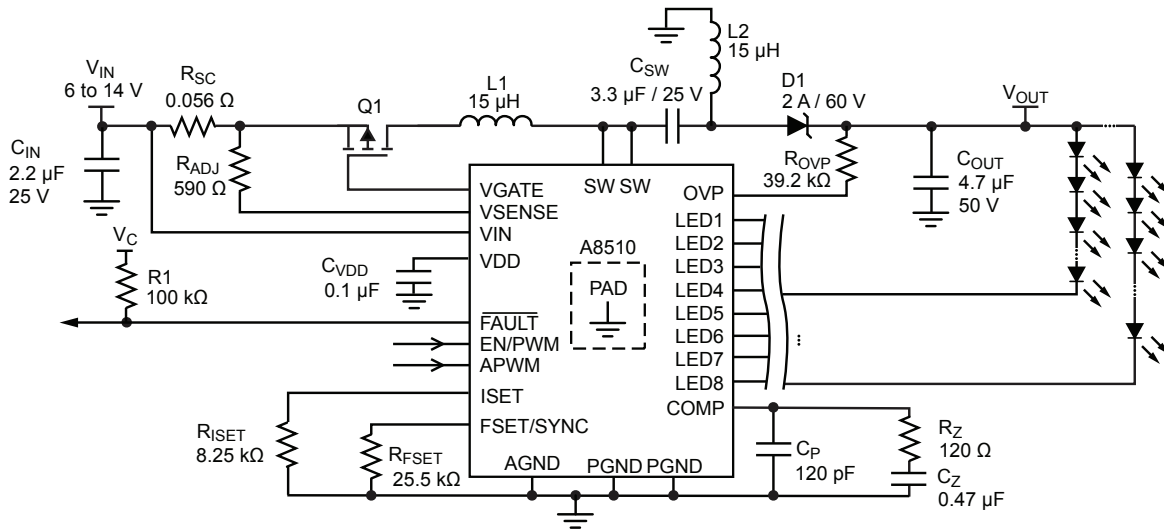 L2
15 µH
V_IN
6 to 14 V
R_SC
0.056 Ω
Q1
L1
15 µH
C_SW
3.3 µF / 25 V
D1
2 A / 60 V
V_OUT
C_IN
2.2 µF
25 V
R_ADJ
590 Ω
R_OVP
39.2 kΩ
C_OUT
4.7 µF
50 V
VGATE
SW SW
OVP
VSENSE
VIN
VDD
LED1
LED2
LED3
LED4
LED5
LED6
LED7
LED8
A8510
PAD
V_C
R1
100 kΩ
C_VDD
0.1 µF
FAULT
EN/PWM
APWM
ISET
FSET/SYNC
COMP
R_ISET
8.25 kΩ
R_FSET
25.5 kΩ
AGND
PGND PGND
C_P
120 pF
R_Z
120 Ω
C_Z
0.47 µF